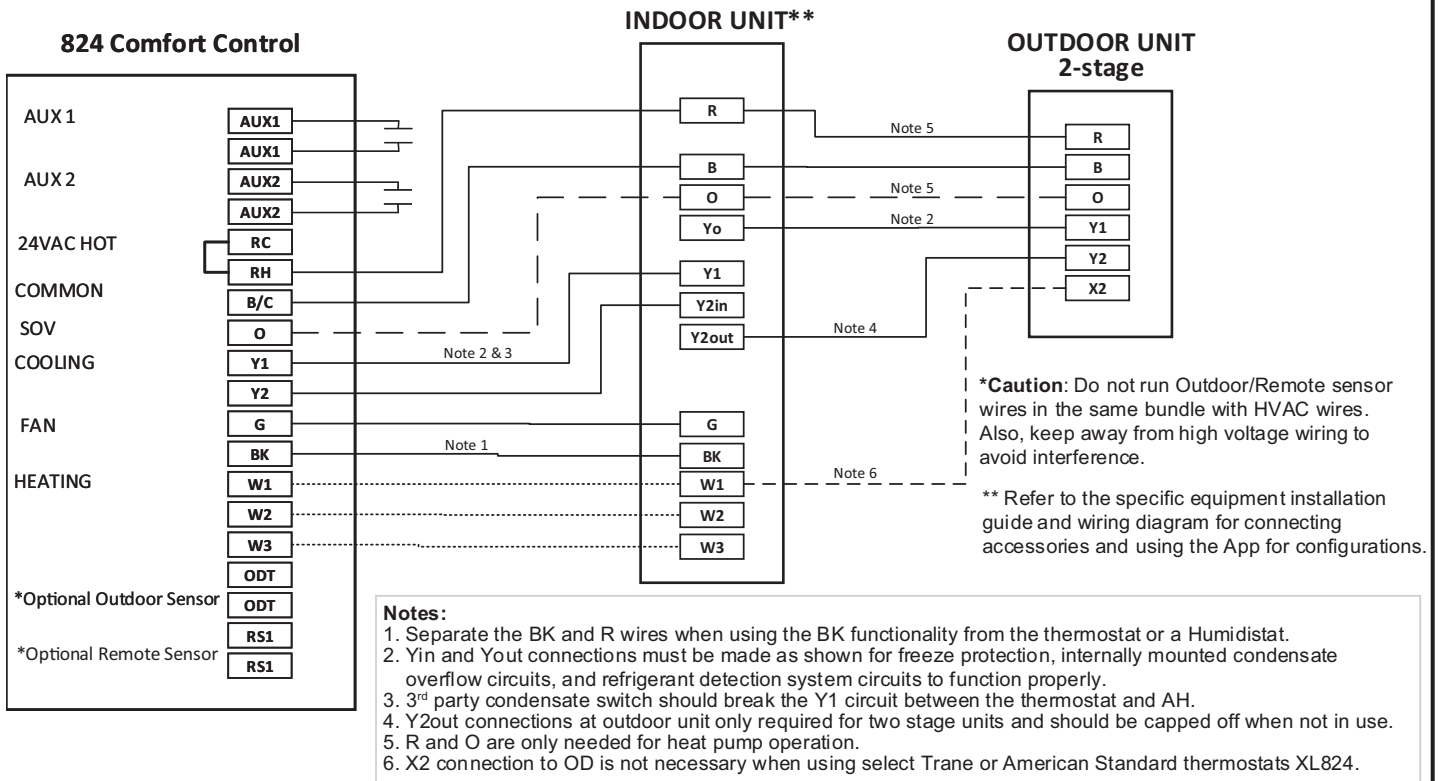 824 Comfort Control
INDOOR UNIT**
OUTDOOR UNIT
2-stage
AUX 1
AUX 2
24VAC HOT
COMMON
SOV
COOLING
FAN
HEATING
*Optional Outdoor Sensor
*Optional Remote Sensor
AUX1
AUX1
AUX2
AUX2
RC
RH
B/C
O
Y1
Y2
G
BK
W1
W2
W3
ODT
ODT
RS1
RS1
Note 2 & 3
Note 1
R
B
O
Yo
Y1
Y2in
Y2out
G
BK
W1
W2
W3
Note 5
Note 5
Note 2
Note 4
Note 6
R
B
O
Y1
Y2
X2
*Caution: Do not run Outdoor/Remote sensor
wires in the same bundle with HVAC wires.
Also, keep away from high voltage wiring to
avoid interference.
** Refer to the specific equipment installation
guide and wiring diagram for connecting
accessories and using the App for configurations.
Notes:
1. Separate the BK and R wires when using the BK functionality from the thermostat or a Humidistat.
2. Yin and Yout connections must be made as shown for freeze protection, internally mounted condensate
overflow circuits, and refrigerant detection system circuits to function properly.
3. 3rd party condensate switch should break the Y1 circuit between the thermostat and AH.
4. Y2out connections at outdoor unit only required for two stage units and should be capped off when not in use.
5. R and O are only needed for heat pump operation.
6. X2 connection to OD is not necessary when using select Trane or American Standard thermostats XL824.